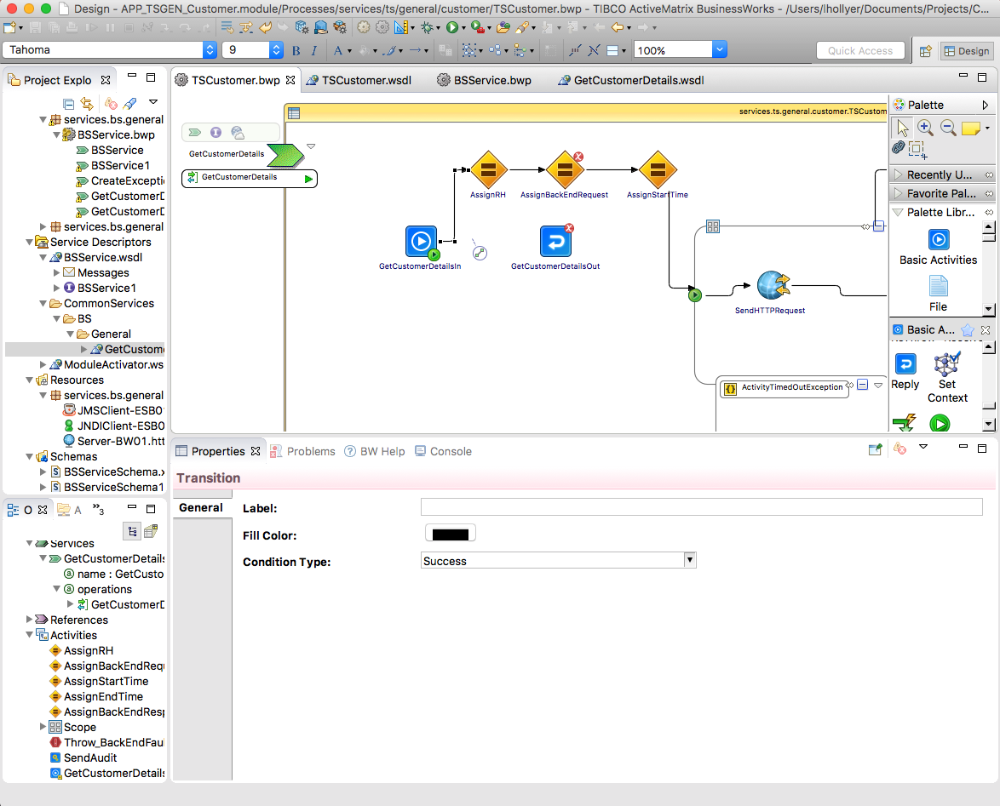 Design - APP_TSGEN_Customer.module/Processes/services/ts/general/customer/TSCustomer.bwp - TIBCO ActiveMatrix BusinessWorks - /Users/lhollyer/Documents/Projects/C...
Tahoma 9 B I A 100% Quick Access Design
Project Explo
services.bs.general
BSService.bwp
BSService
BSService1
CreateExcepti
GetCustomerD
GetCustomerD
services.bs.general
Service Descriptors
BSService.wsdl
Messages
BSService1
CommonServices
BS
General
GetCustome
ModuleActivator.ws
Resources
services.bs.general
JMSClient-ESB01
JNDIClient-ESB0
Server-BW01.htt
Schemas
BSServiceSchema.x
BSServiceSchema1
TSCustomer.bwp TSCustomer.wsdl BSService.bwp GetCustomerDetails.wsdl
services.ts.general.customer.TSCustom
GetCustomerDetails
GetCustomerDetails
AssignRH AssignBackEndRequest AssignStartTime
GetCustomerDetailsIn GetCustomerDetailsOut
SendHTTPRequest
ActivityTimedOutException
Palette
Recently U...
Favorite Pal...
Palette Libr...
Basic Activities
File
Basic A...
Reply Set
Context
O A 3
Services
GetCustomerDetails
name : GetCusto
operations
GetCustomerD
References
Activities
AssignRH
AssignBackEndRequ
AssignStartTime
AssignEndTime
AssignBackEndResp
Scope
Throw_BackEndFau
SendAudit
GetCustomerDetails
Properties Problems BW Help Console
Transition
General
Label:
Fill Color:
Condition Type: Success